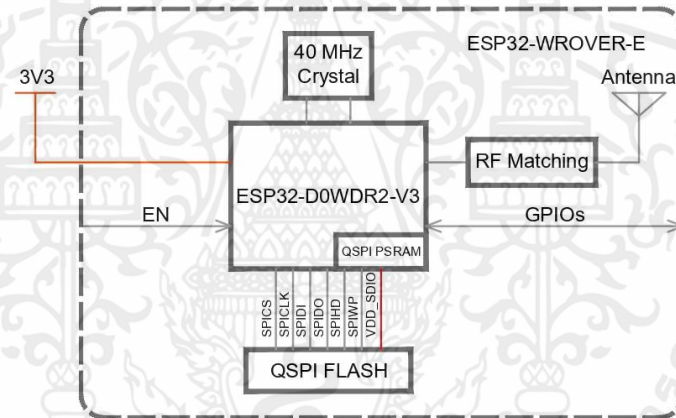 ESP32-WROVER-E
40 MHz
Crystal
3V3
Antenna
RF Matching
ESP32-D0WDR2-V3
EN
GPIOs
QSPI PSRAM
SPICS
SPICLK
SPIDI
SPIDO
SPIHD
SPIWP
VDD_SDIO
QSPI FLASH